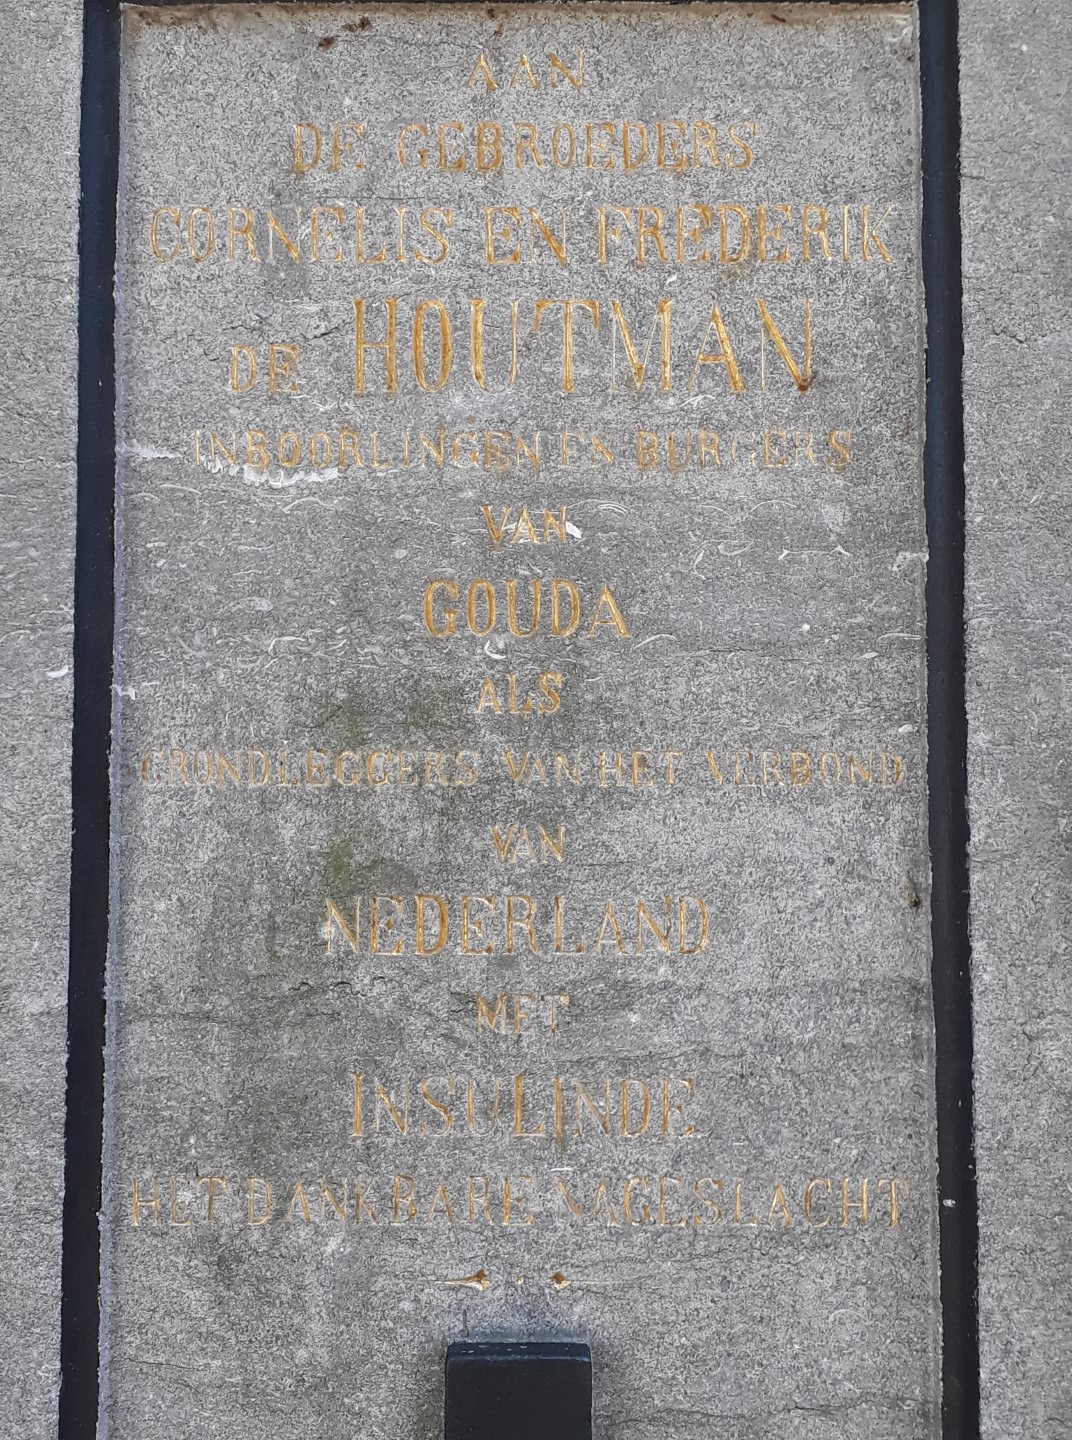 AAN
DE GEBROEDERS
CORNELIS EN FREDERIK
DE HOUTMAN
INBOORLINGEN EN BURGERS
VAN
GOUDA
ALS
GRONDLEGGERS VAN HET VERBOND
VAN
NEDERLAND
MET
INSULINDE
HET DANKBARE NAGESLACHT